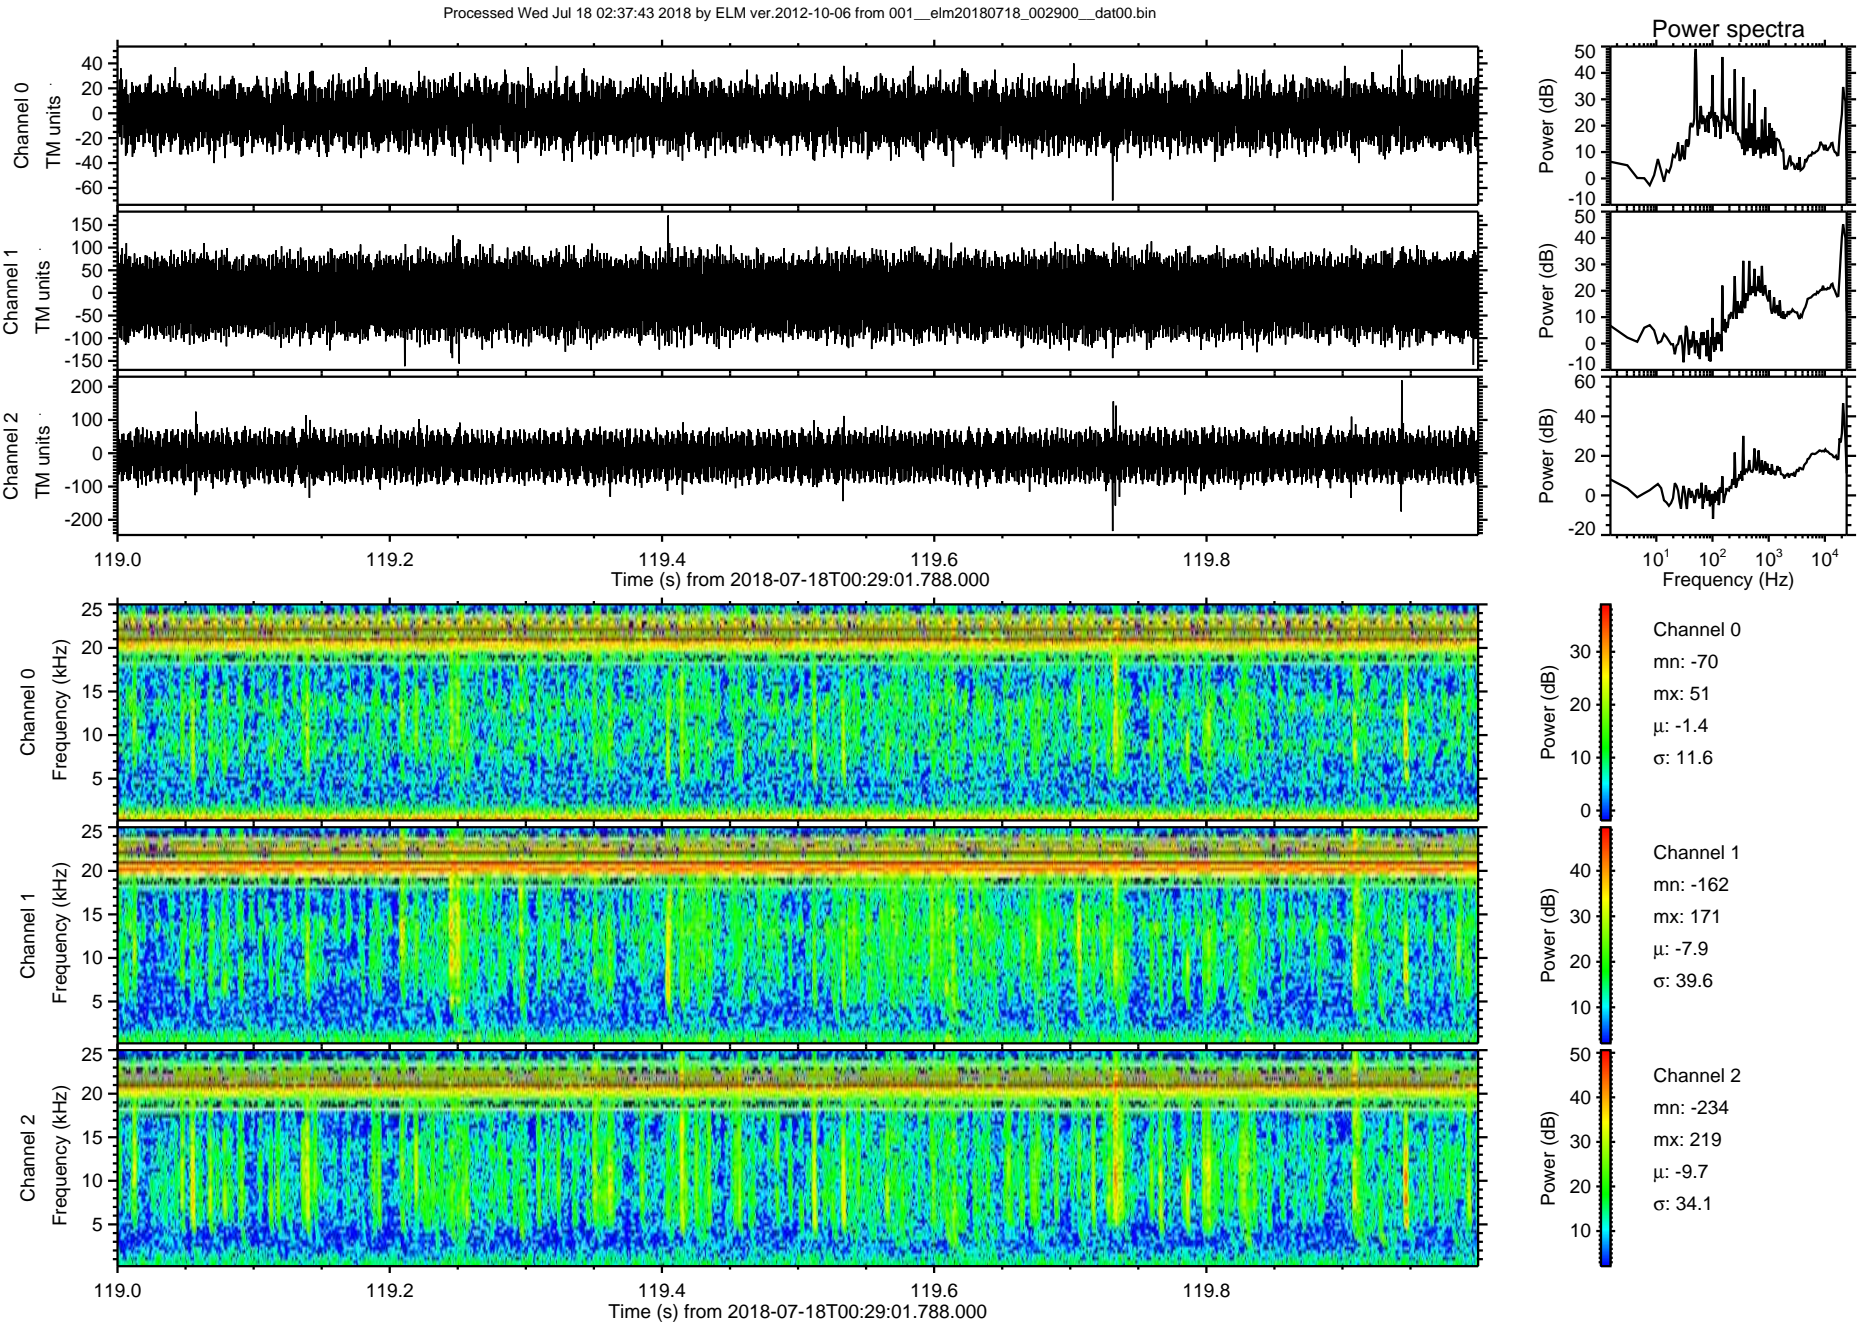 Processed Wed Jul 18 02:37:43 2018 by ELM ver.2012-10-06 from 001__elm20180718_002900__dat00.bin
Power spectra
Channel 0
TM units
40
20
0
-20
-40
-60
Power (dB)
50
40
30
20
10
0
-10
Channel 1
TM units
150
100
50
0
-50
-100
-150
Power (dB)
50
40
30
20
10
0
-10
Channel 2
TM units
200
100
0
-100
-200
Power (dB)
60
40
20
0
-20
119.0 119.2 119.4 119.6 119.8
Time (s) from 2018-07-18T00:29:01.788.000
10¹ 10² 10³ 10⁴
Frequency (Hz)
Channel 0
Frequency (kHz)
25
20
15
10
5
Power (dB)
30
20
10
0
Channel 0
mn: -70
mx: 51
μ: -1.4
σ: 11.6
Channel 1
Frequency (kHz)
25
20
15
10
5
Power (dB)
40
30
20
10
Channel 1
mn: -162
mx: 171
μ: -7.9
σ: 39.6
Channel 2
Frequency (kHz)
25
20
15
10
5
Power (dB)
50
40
30
20
10
Channel 2
mn: -234
mx: 219
μ: -9.7
σ: 34.1
119.0 119.2 119.4 119.6 119.8
Time (s) from 2018-07-18T00:29:01.788.000